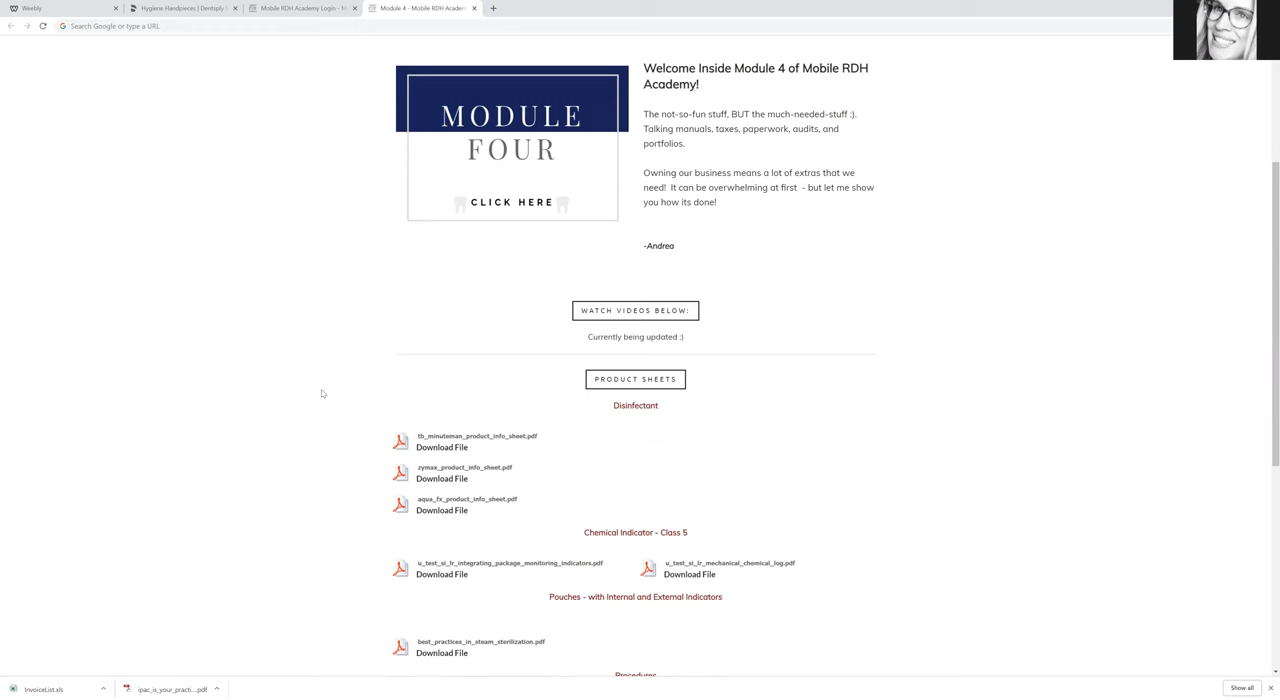 Weebly
Hygiene Handpieces | Dentsply
Mobile RDH Academy Login - M
Module 4 - Mobile RDH Academ
Search Google or type a URL
MODULE
FOUR
CLICK HERE
Welcome Inside Module 4 of Mobile RDH
Academy!
The not-so-fun stuff, BUT the much-needed-stuff :).
Talking manuals, taxes, paperwork, audits, and
portfolios.
Owning our business means a lot of extras that we
need! It can be overwhelming at first - but let me show
you how its done!
-Andrea
WATCH VIDEOS BELOW:
Currently being updated :)
PRODUCT SHEETS
Disinfectant
tb_minuteman_product_info_sheet.pdf
Download File
zymax_product_info_sheet.pdf
Download File
aqua_fx_product_info_sheet.pdf
Download File
Chemical Indicator - Class 5
u_test_si_lr_integrating_package_monitoring_indicators.pdf
Download File
u_test_si_lr_mechanical_chemical_log.pdf
Download File
Pouches - with Internal and External Indicators
best_practices_in_steam_sterilization.pdf
Download File
Procedures
InvoiceList.xls
ipac_is_your_practi....pdf
Show all